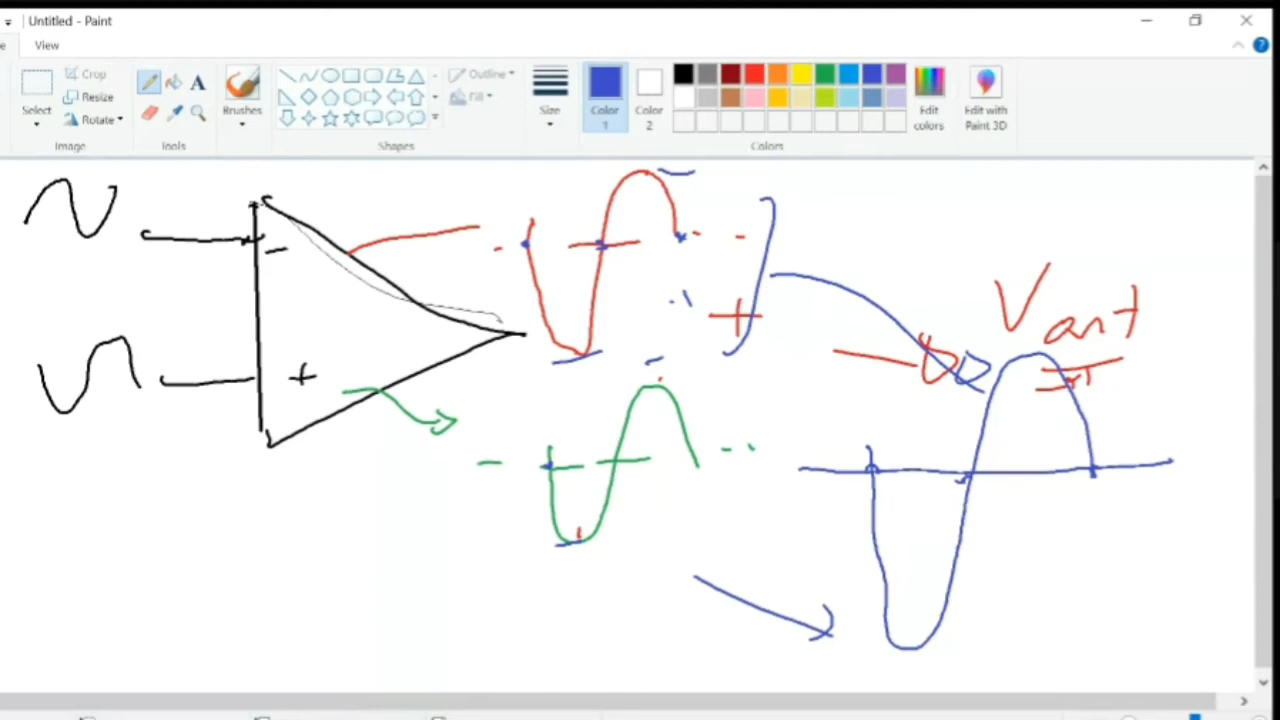 Untitled - Paint
View
Select
Crop
Resize
Rotate
Image
A
Tools
Brushes
Shapes
Outline
Fill
Size
Color 1
Color 2
Edit colors
Edit with Paint 3D
Colors
−
+
+